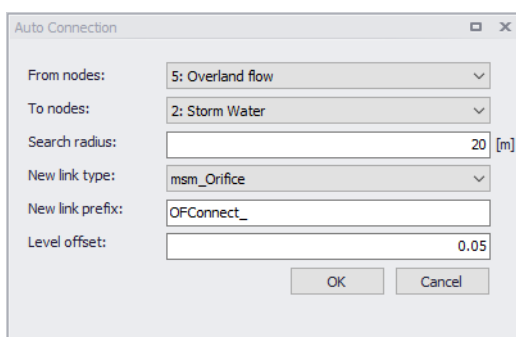 Auto Connection
From nodes: 5: Overland flow
To nodes: 2: Storm Water
Search radius: 20 [m]
New link type: msm_Orifice
New link prefix: OFConnect_
Level offset: 0.05
OK Cancel